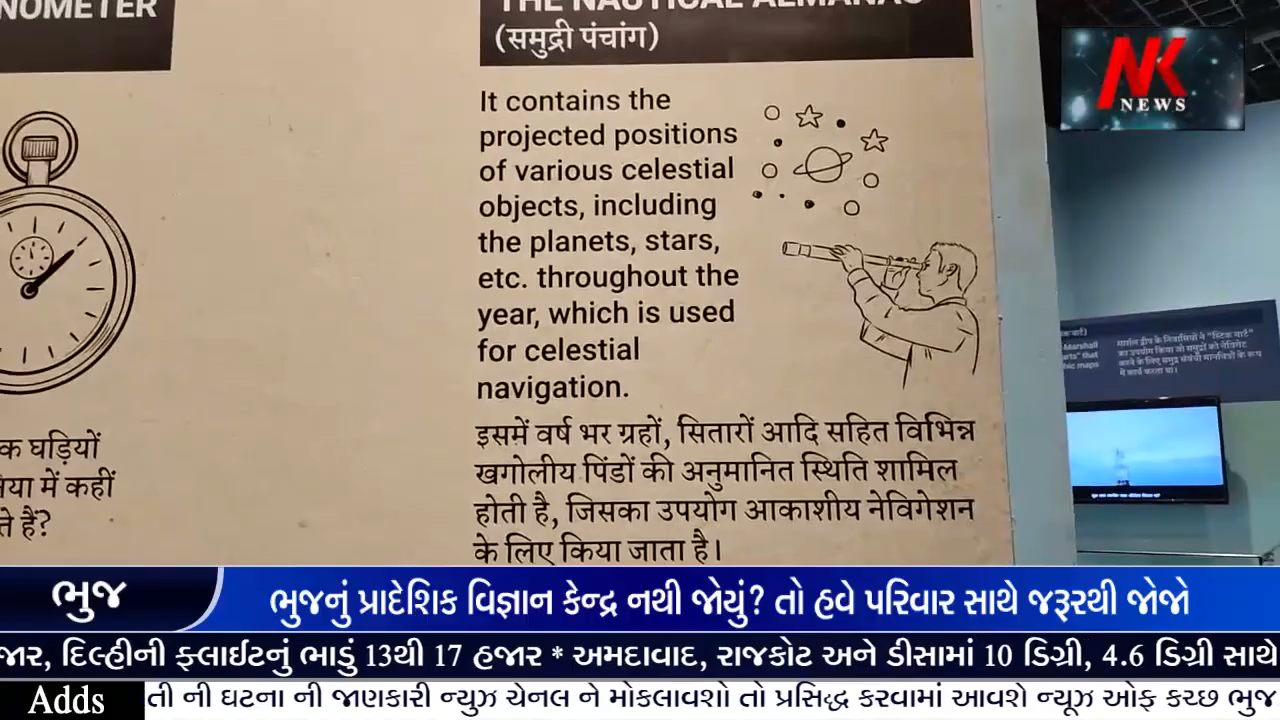 NOMETER
THE NAUTICAL ALMANAC
(समुद्री पंचांग)
It contains the
projected positions
of various celestial
objects, including
the planets, stars,
etc. throughout the
year, which is used
for celestial
navigation.
इसमें वर्ष भर ग्रहों, सितारों आदि सहित विभिन्न
खगोलीय पिंडों की अनुमानित स्थिति शामिल
होती है, जिसका उपयोग आकाशीय नेविगेशन
के लिए किया जाता है।
क घड़ियों
में कहीं
ते हैं?
NK
NEWS
Marshall
that
maps
ભુજ
ભુજનું પ્રાદેશિક વિજ્ઞાન કેન્દ્ર નથી જોયું? તો હવે પરિવાર સાથે જરૂરથી જોજો
જાર, દિલ્હીની ફ્લાઈટનું ભાડું 13થી 17 હજાર * અમદાવાદ, રાજકોટ અને ડીસામાં 10 ડિગ્રી, 4.6 ડિગ્રી સાથે
Adds
તી ની ઘટના ની જાણકારી ન્યુઝ ચેનલ ને મોકલાવશો તો પ્રસિદ્ધ કરવામાં આવશે ન્યૂઝ ઓફ કચ્છ ભુજ